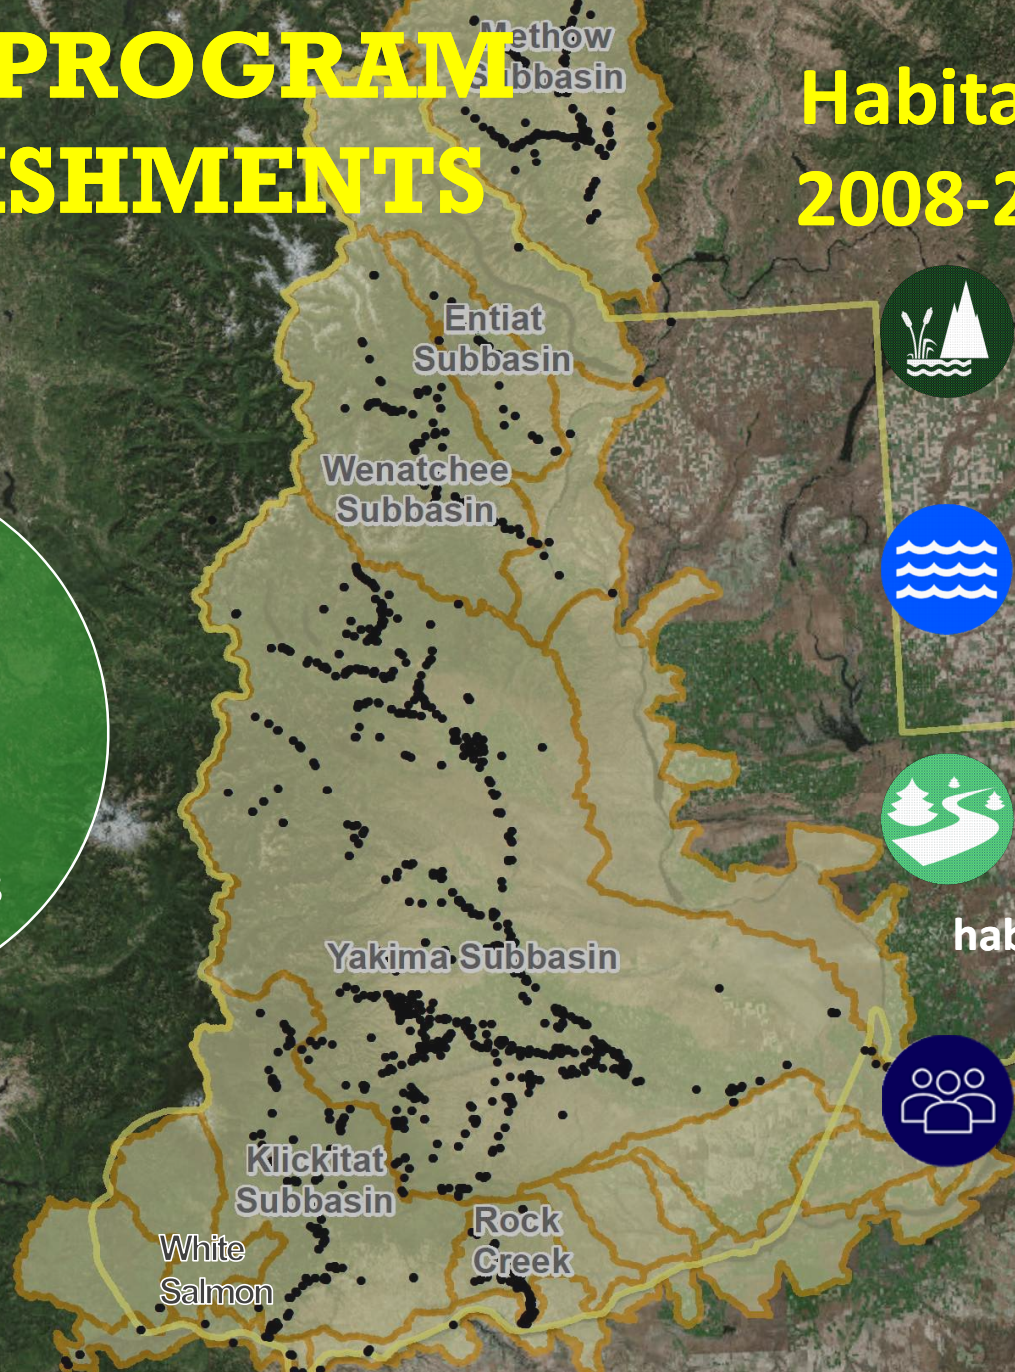 PROGRAM
ISHMENTS
Habita
2008-2
Methow
Subbasin
Entiat
Subbasin
Wenatchee
Subbasin
hab
Yakima Subbasin
Klickitat
Subbasin
Rock
Creek
White
Salmon